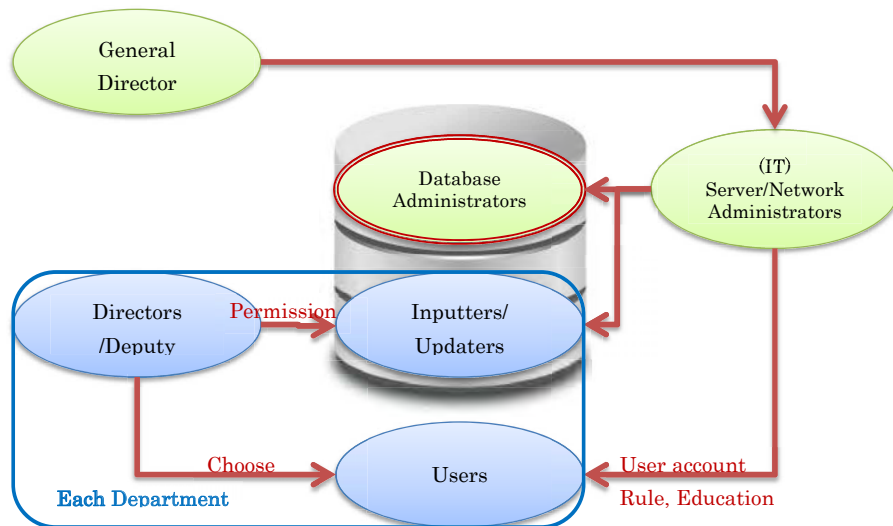 General
Director
(IT)
Server/Network
Administrators
Database
Administrators
Directors
/Deputy
Permission
Inputters/
Updaters
Choose
Users
User account
Rule, Education
Each Department